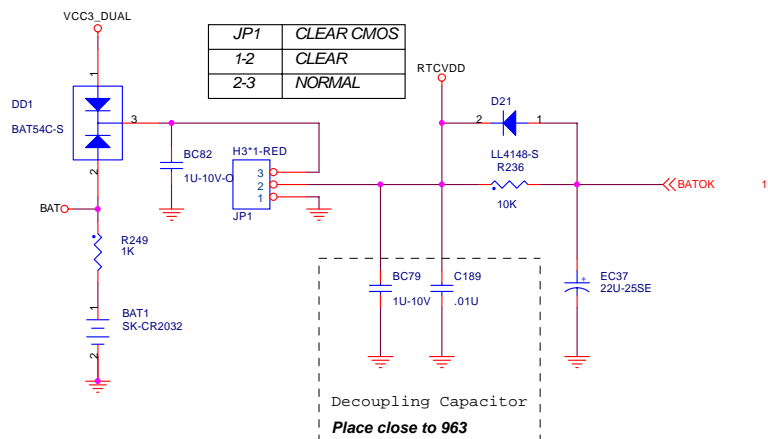 VCC3_DUAL
JP1 CLEAR CMOS
1-2 CLEAR
2-3 NORMAL
RTCVDD
1
DD1
BAT54C-S
3
2
BAT
BC82
1U-10V-O
H3*1-RED
3
2
1
JP1
D21
2 1
LL4148-S
R236
10K
BATOK 1
R249
1K
1
BAT1
SK-CR2032
2
BC79
1U-10V
C189
.01U
+
EC37
22U-25SE
Decoupling Capacitor
Place close to 963